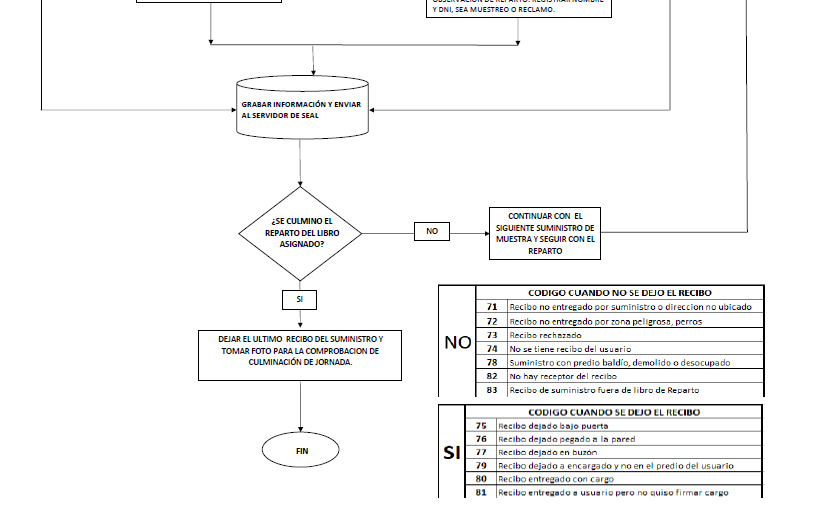 OBSERVACION DE REPARTO. REGISTRAR NOMBRE
Y DNI, SEA MUESTREO O RECLAMO.
GRABAR INFORMACIÓN Y ENVIAR
AL SERVIDOR DE SEAL
¿SE CULMINO EL
REPARTO DEL LIBRO
ASIGNADO?
NO
CONTINUAR CON EL
SIGUIENTE SUMINISTRO DE
MUESTRA Y SEGUIR CON EL
REPARTO
SI
DEJAR EL ULTIMO RECIBO DEL SUMINISTRO Y
TOMAR FOTO PARA LA COMPROBACION DE
CULMINACIÓN DE JORNADA.
FIN
NO
CODIGO CUANDO NO SE DEJO EL RECIBO
71 Recibo no entregado por suministro o direccion no ubicado
72 Recibo no entregado por zona peligrosa, perros
73 Recibo rechazado
74 No se tiene recibo del usuario
78 Suministro con predio baldío, demolido o desocupado
82 No hay receptor del recibo
83 Recibo de suministro fuera de libro de Reparto
SI
CODIGO CUANDO SE DEJO EL RECIBO
75 Recibo dejado bajo puerta
76 Recibo dejado pegado a la pared
77 Recibo dejado en buzón
79 Recibo dejado a encargado y no en el predio del usuario
80 Recibo entregado con cargo
81 Recibo entregado a usuario pero no quiso firmar cargo